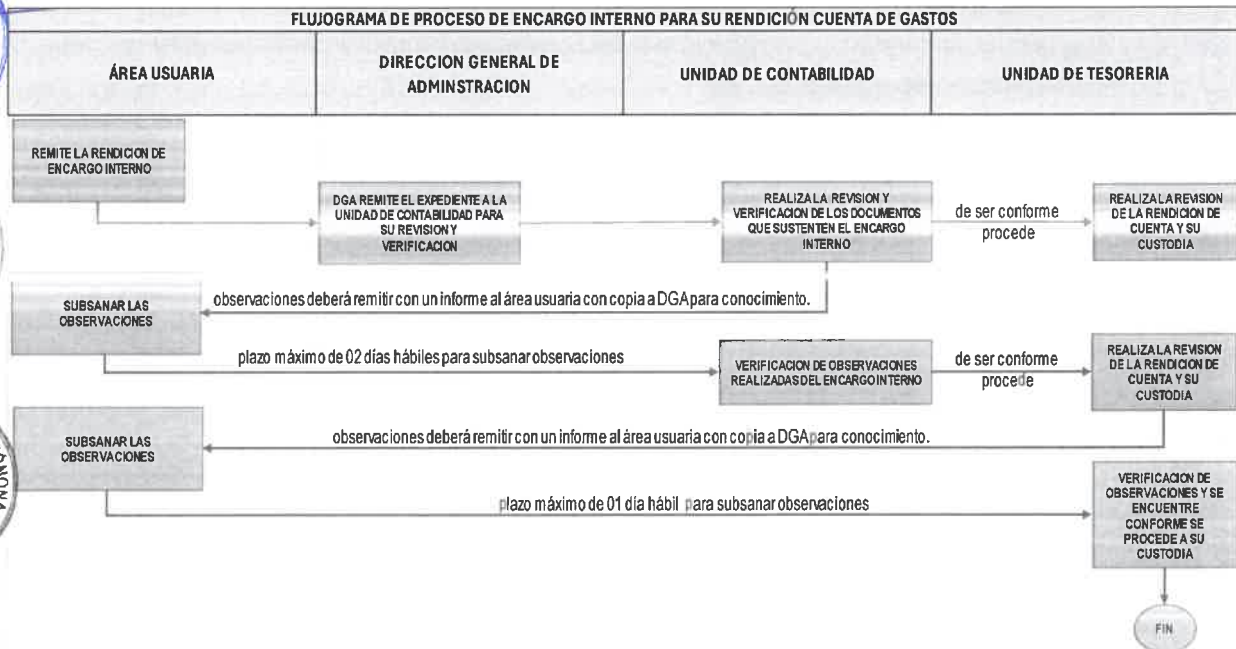 FLUJOGRAMA DE PROCESO DE ENCARGO INTERNO PARA SU RENDICIÓN CUENTA DE GASTOS
ÁREA USUARIA
DIRECCION GENERAL DE
ADMINSTRACION
UNIDAD DE CONTABILIDAD
UNIDAD DE TESORERIA
REMITE LA RENDICION DE
ENCARGO INTERNO
DGA REMITE EL EXPEDIENTE A LA
UNIDAD DE CONTABILIDAD PARA
SU REVISION Y
VERIFICACION
REALIZA LA REVISION Y
VERIFICACION DE LOS DOCUMENTOS
QUE SUSTENTEN EL ENCARGO
INTERNO
de ser conforme
procede
REALIZA LA REVISION
DE LA RENDICION DE
CUENTA Y SU
CUSTODIA
SUBSANAR LAS
OBSERVACIONES
observaciones deberá remitir con un informe al área usuaria con copia a DGA para conocimiento.
plazo máximo de 02 días hábiles para subsanar observaciones
VERIFICACION DE OBSERVACIONES
REALIZADAS DEL ENCARGO INTERNO
de ser conforme
procede
REALIZA LA REVISION
DE LA RENDICION DE
CUENTA Y SU
CUSTODIA
SUBSANAR LAS
OBSERVACIONES
observaciones deberá remitir con un informe al área usuaria con copia a DGA para conocimiento.
plazo máximo de 01 día hábil para subsanar observaciones
VERIFICACION DE
OBSERVACIONES Y SE
ENCUENTRE
CONFORME SE
PROCEDE A SU
CUSTODIA
FIN